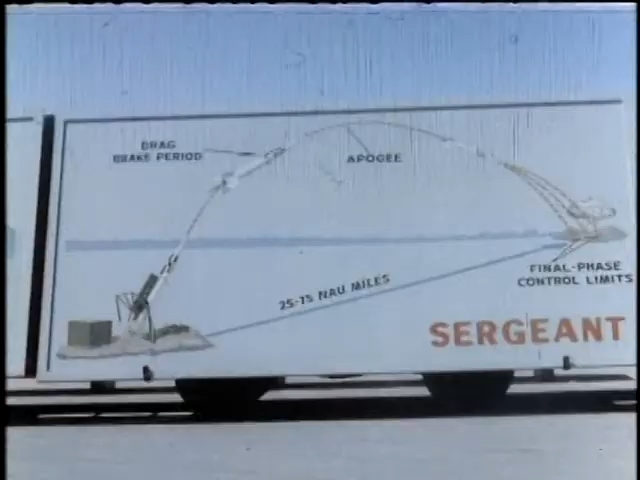 DRAG
BRAKE PERIOD
APOGEE
FINAL-PHASE
CONTROL LIMITS
25-75 NAU MILES
SERGEANT